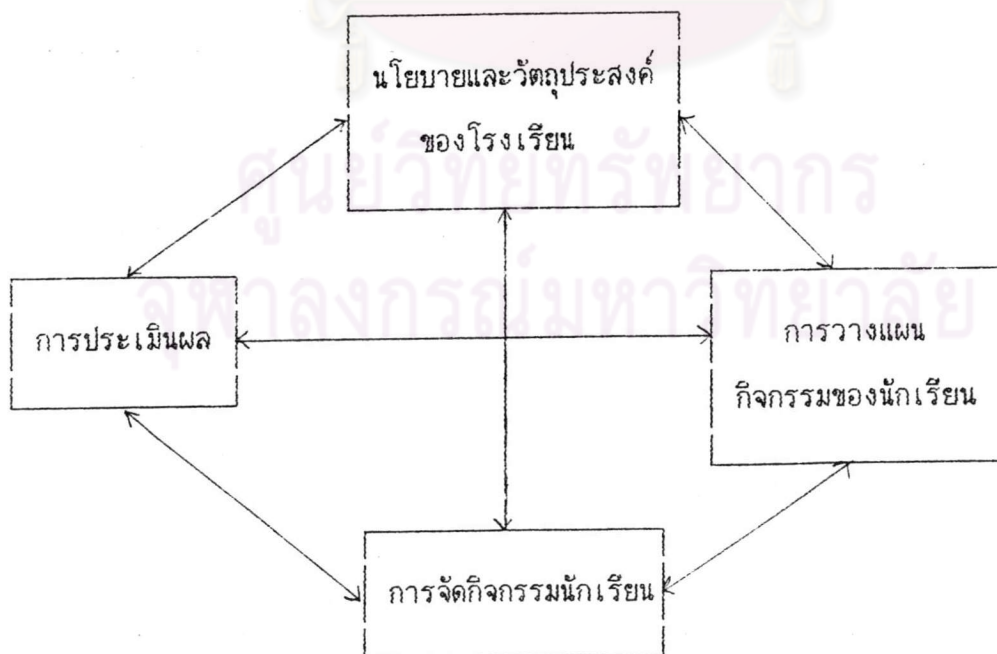 นโยบายและวัตถุประสงค์
ของโรงเรียน
ศูนย์วิทยทรัพยากร
จุฬาลงกรณ์มหาวิทยาลัย
การประเมินผล
การวางแผน
กิจกรรมของนักเรียน
การจัดกิจกรรมนักเรียน